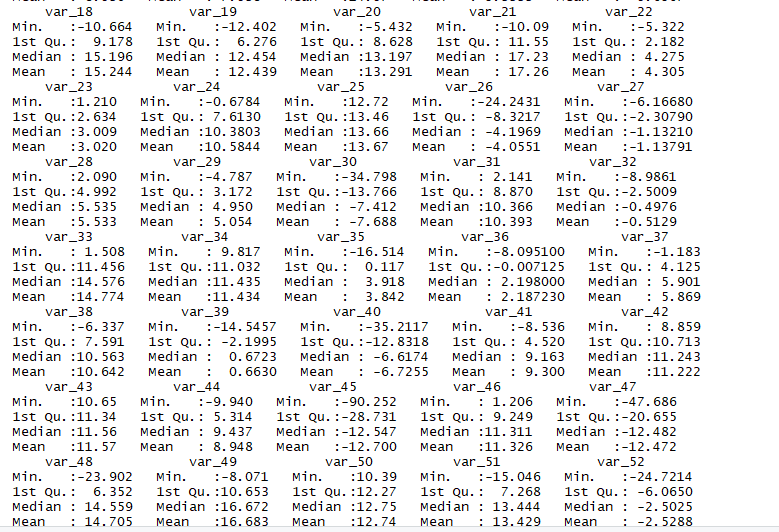 var_18 var_19 var_20 var_21 var_22
Min. :-10.664 Min. :-12.402 Min. :-5.432 Min. :-10.09 Min. :-5.322
1st Qu.: 9.178 1st Qu.: 6.276 1st Qu.: 8.628 1st Qu.: 11.55 1st Qu.: 2.182
Median : 15.196 Median : 12.454 Median :13.197 Median : 17.23 Median : 4.275
Mean : 15.244 Mean : 12.439 Mean :13.291 Mean : 17.26 Mean : 4.305
var_23 var_24 var_25 var_26 var_27
Min. :1.210 Min. :-0.6784 Min. :12.72 Min. :-24.2431 Min. :-6.16680
1st Qu.:2.634 1st Qu.: 7.6130 1st Qu.:13.46 1st Qu.: -8.3217 1st Qu.:-2.30790
Median :3.009 Median :10.3803 Median :13.66 Median : -4.1969 Median :-1.13210
Mean :3.020 Mean :10.5844 Mean :13.67 Mean : -4.0551 Mean :-1.13791
var_28 var_29 var_30 var_31 var_32
Min. :2.090 Min. :-4.787 Min. :-34.798 Min. : 2.141 Min. :-8.9861
1st Qu.:4.992 1st Qu.: 3.172 1st Qu.:-13.766 1st Qu.: 8.870 1st Qu.:-2.5009
Median :5.535 Median : 4.950 Median : -7.412 Median :10.366 Median :-0.4976
Mean :5.533 Mean : 5.054 Mean : -7.688 Mean :10.393 Mean :-0.5129
var_33 var_34 var_35 var_36 var_37
Min. : 1.508 Min. : 9.817 Min. :-16.514 Min. :-8.095100 Min. :-1.183
1st Qu.:11.456 1st Qu.:11.032 1st Qu.: 0.117 1st Qu.:-0.007125 1st Qu.: 4.125
Median :14.576 Median :11.435 Median : 3.918 Median : 2.198000 Median : 5.901
Mean :14.774 Mean :11.434 Mean : 3.842 Mean : 2.187230 Mean : 5.869
var_38 var_39 var_40 var_41 var_42
Min. :-6.337 Min. :-14.5457 Min. :-35.2117 Min. :-8.536 Min. : 8.859
1st Qu.: 7.591 1st Qu.: -2.1995 1st Qu.:-12.8318 1st Qu.: 4.520 1st Qu.:10.713
Median :10.563 Median : 0.6723 Median : -6.6174 Median : 9.163 Median :11.243
Mean :10.642 Mean : 0.6630 Mean : -6.7255 Mean : 9.300 Mean :11.222
var_43 var_44 var_45 var_46 var_47
Min. :10.65 Min. :-9.940 Min. :-90.252 Min. : 1.206 Min. :-47.686
1st Qu.:11.34 1st Qu.: 5.314 1st Qu.:-28.731 1st Qu.: 9.249 1st Qu.:-20.655
Median :11.56 Median : 9.437 Median :-12.547 Median :11.311 Median :-12.482
Mean :11.57 Mean : 8.948 Mean :-12.700 Mean :11.326 Mean :-12.472
var_48 var_49 var_50 var_51 var_52
Min. :-23.902 Min. :-8.071 Min. :10.39 Min. :-15.046 Min. :-24.7214
1st Qu.: 6.352 1st Qu.:10.653 1st Qu.:12.27 1st Qu.: 7.268 1st Qu.: -6.0650
Median : 14.559 Median :16.672 Median :12.75 Median : 13.444 Median : -2.5025
Mean : 14.705 Mean :16.683 Mean :12.74 Mean : 13.429 Mean : -2.5288